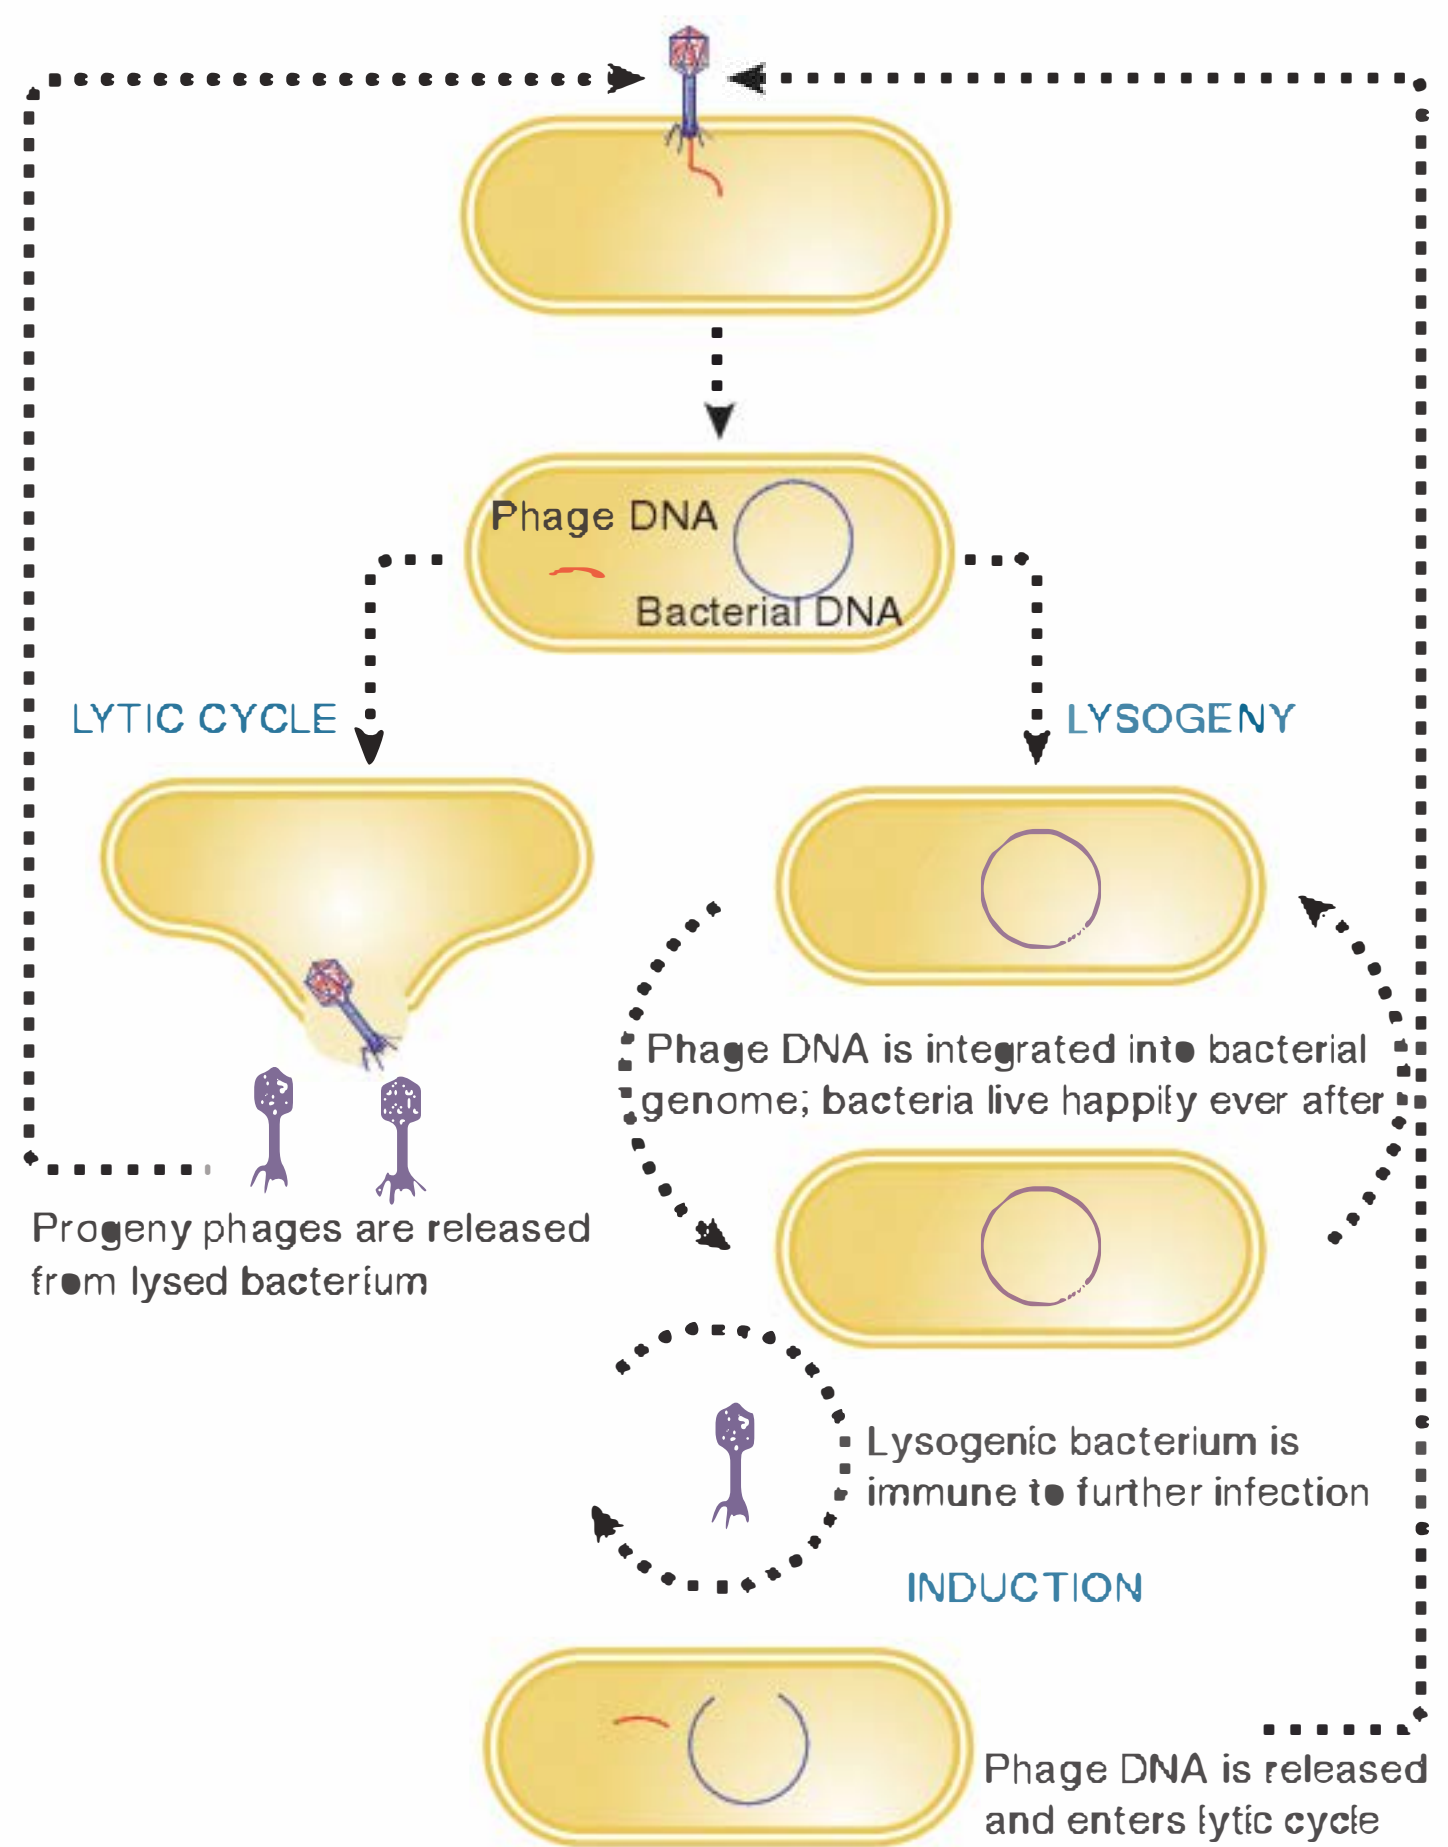 Phage DNA
Bacterial DNA
LYTIC CYCLE
LYSOGENY
Phage DNA is integrated into bacterial
genome; bacteria live happily ever after
Progeny phages are released
from lysed bacterium
Lysogenic bacterium is
immune to further infection
INDUCTION
Phage DNA is released
and enters lytic cycle